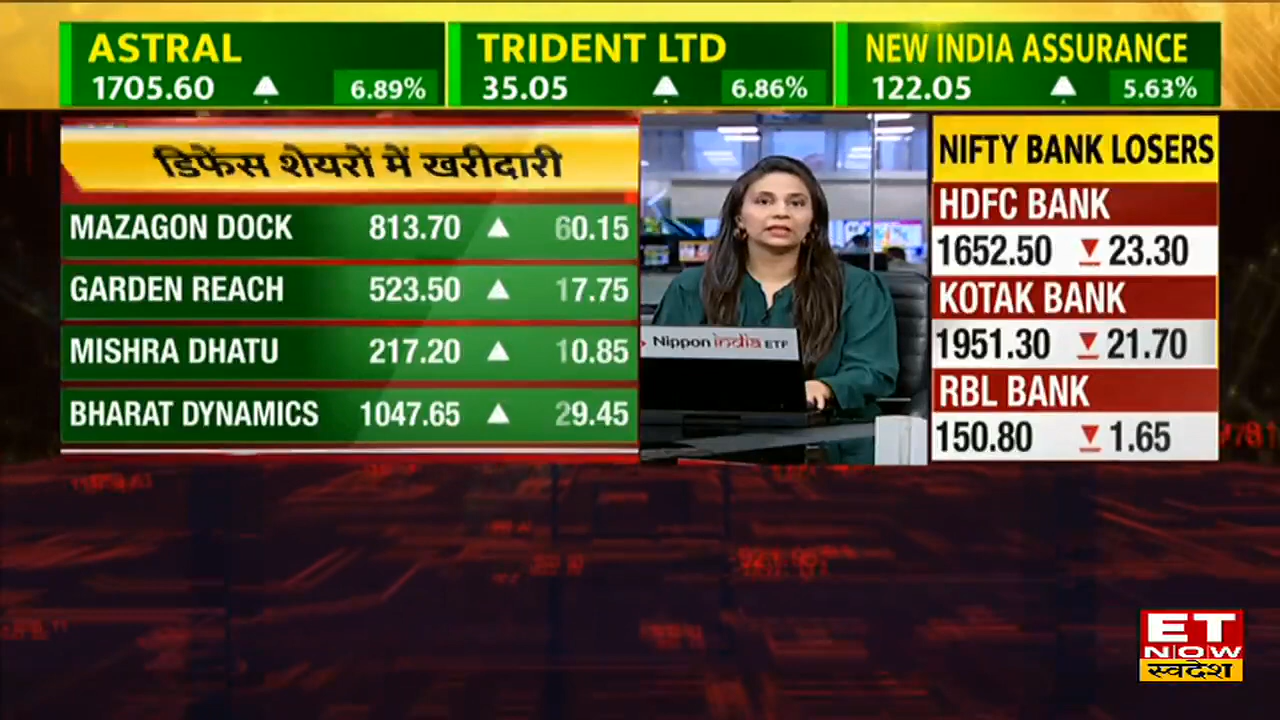 ASTRAL
1705.60 ▲ 6.89%
TRIDENT LTD
35.05 ▲ 6.86%
NEW INDIA ASSURANCE
122.05 ▲ 5.63%
डिफेंस शेयरों में खरीदारी
MAZAGON DOCK 813.70 ▲ 60.15
GARDEN REACH 523.50 ▲ 17.75
MISHRA DHATU 217.20 ▲ 10.85
BHARAT DYNAMICS 1047.65 ▲ 29.45
Nippon india ETF
NIFTY BANK LOSERS
HDFC BANK
1652.50 ▼ 23.30
KOTAK BANK
1951.30 ▼ 21.70
RBL BANK
150.80 ▼ 1.65
ET
NOW
स्वदेश